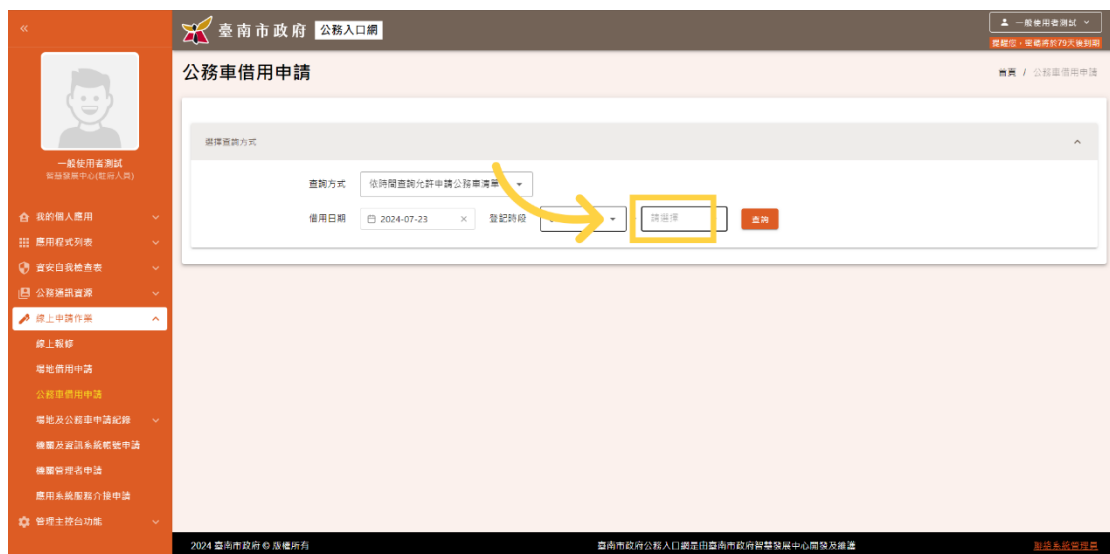 «
臺南市政府 公務入口網
一般使用者測試
提醒您,密碼將於79天後到期
公務車借用申請
首頁 / 公務車借用申請
一般使用者測試
智慧發展中心(駐府人員)
選擇查詢方式
查詢方式 依時間查詢允許申請公務車清單
借用日期 2024-07-23 × 登記時段 請選擇 查詢
我的個人應用
應用程式列表
資安自我檢查表
公務通訊資源
線上申請作業
線上報修
場地借用申請
公務車借用申請
場地及公務車申請紀錄
機關及資訊系統帳號申請
機關管理者申請
應用系統服務介接申請
管理主控台功能
2024 臺南市政府 © 版權所有 臺南市政府公務入口網是由臺南市政府智慧發展中心開發及維護 聯絡系統管理員